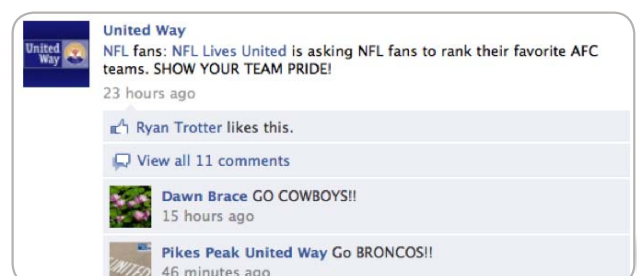 United Way
United
Way
NFL fans: NFL Lives United is asking NFL fans to rank their favorite AFC
teams. SHOW YOUR TEAM PRIDE!
23 hours ago
Ryan Trotter likes this.
View all 11 comments
Dawn Brace GO COWBOYS!!
15 hours ago
Pikes Peak United Way Go BRONCOS!!
UNITED
46 minutes ago